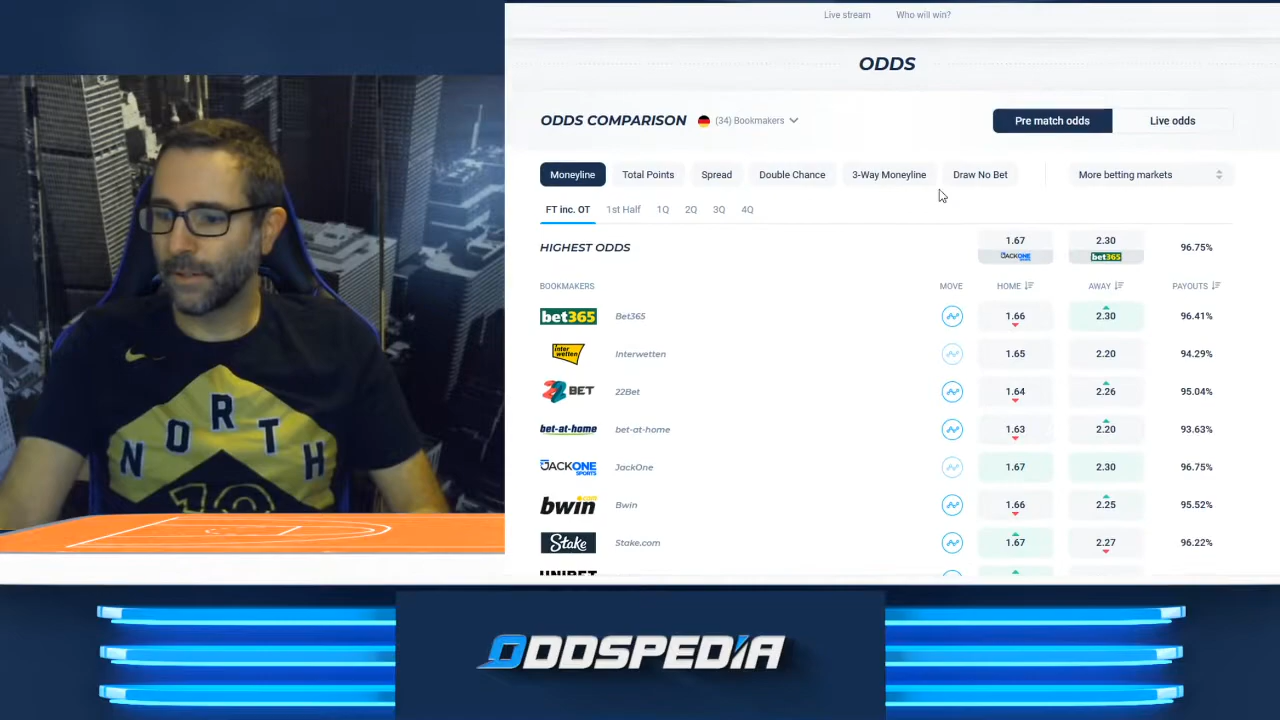 Live stream Who will win?
ODDS
ODDS COMPARISON (34) Bookmakers Pre match odds Live odds
Moneyline Total Points Spread Double Chance 3-Way Moneyline Draw No Bet More betting markets
FT inc. OT 1st Half 1Q 2Q 3Q 4Q
HIGHEST ODDS 1.67 2.30 96.75%
JACKONE bet365
BOOKMAKERS MOVE HOME AWAY PAYOUTS
bet365 Bet365 1.66 2.30 96.41%
inter wetten Interwetten 1.65 2.20 94.29%
22BET 22Bet 1.64 2.26 95.04%
bet-at-home bet-at-home 1.63 2.20 93.63%
JACKONE SPORTS JackOne 1.67 2.30 96.75%
bwin.com Bwin 1.66 2.25 95.52%
Stake Stake.com 1.67 2.27 96.22%
UNIBET
NORTH
ODDSPEDIA